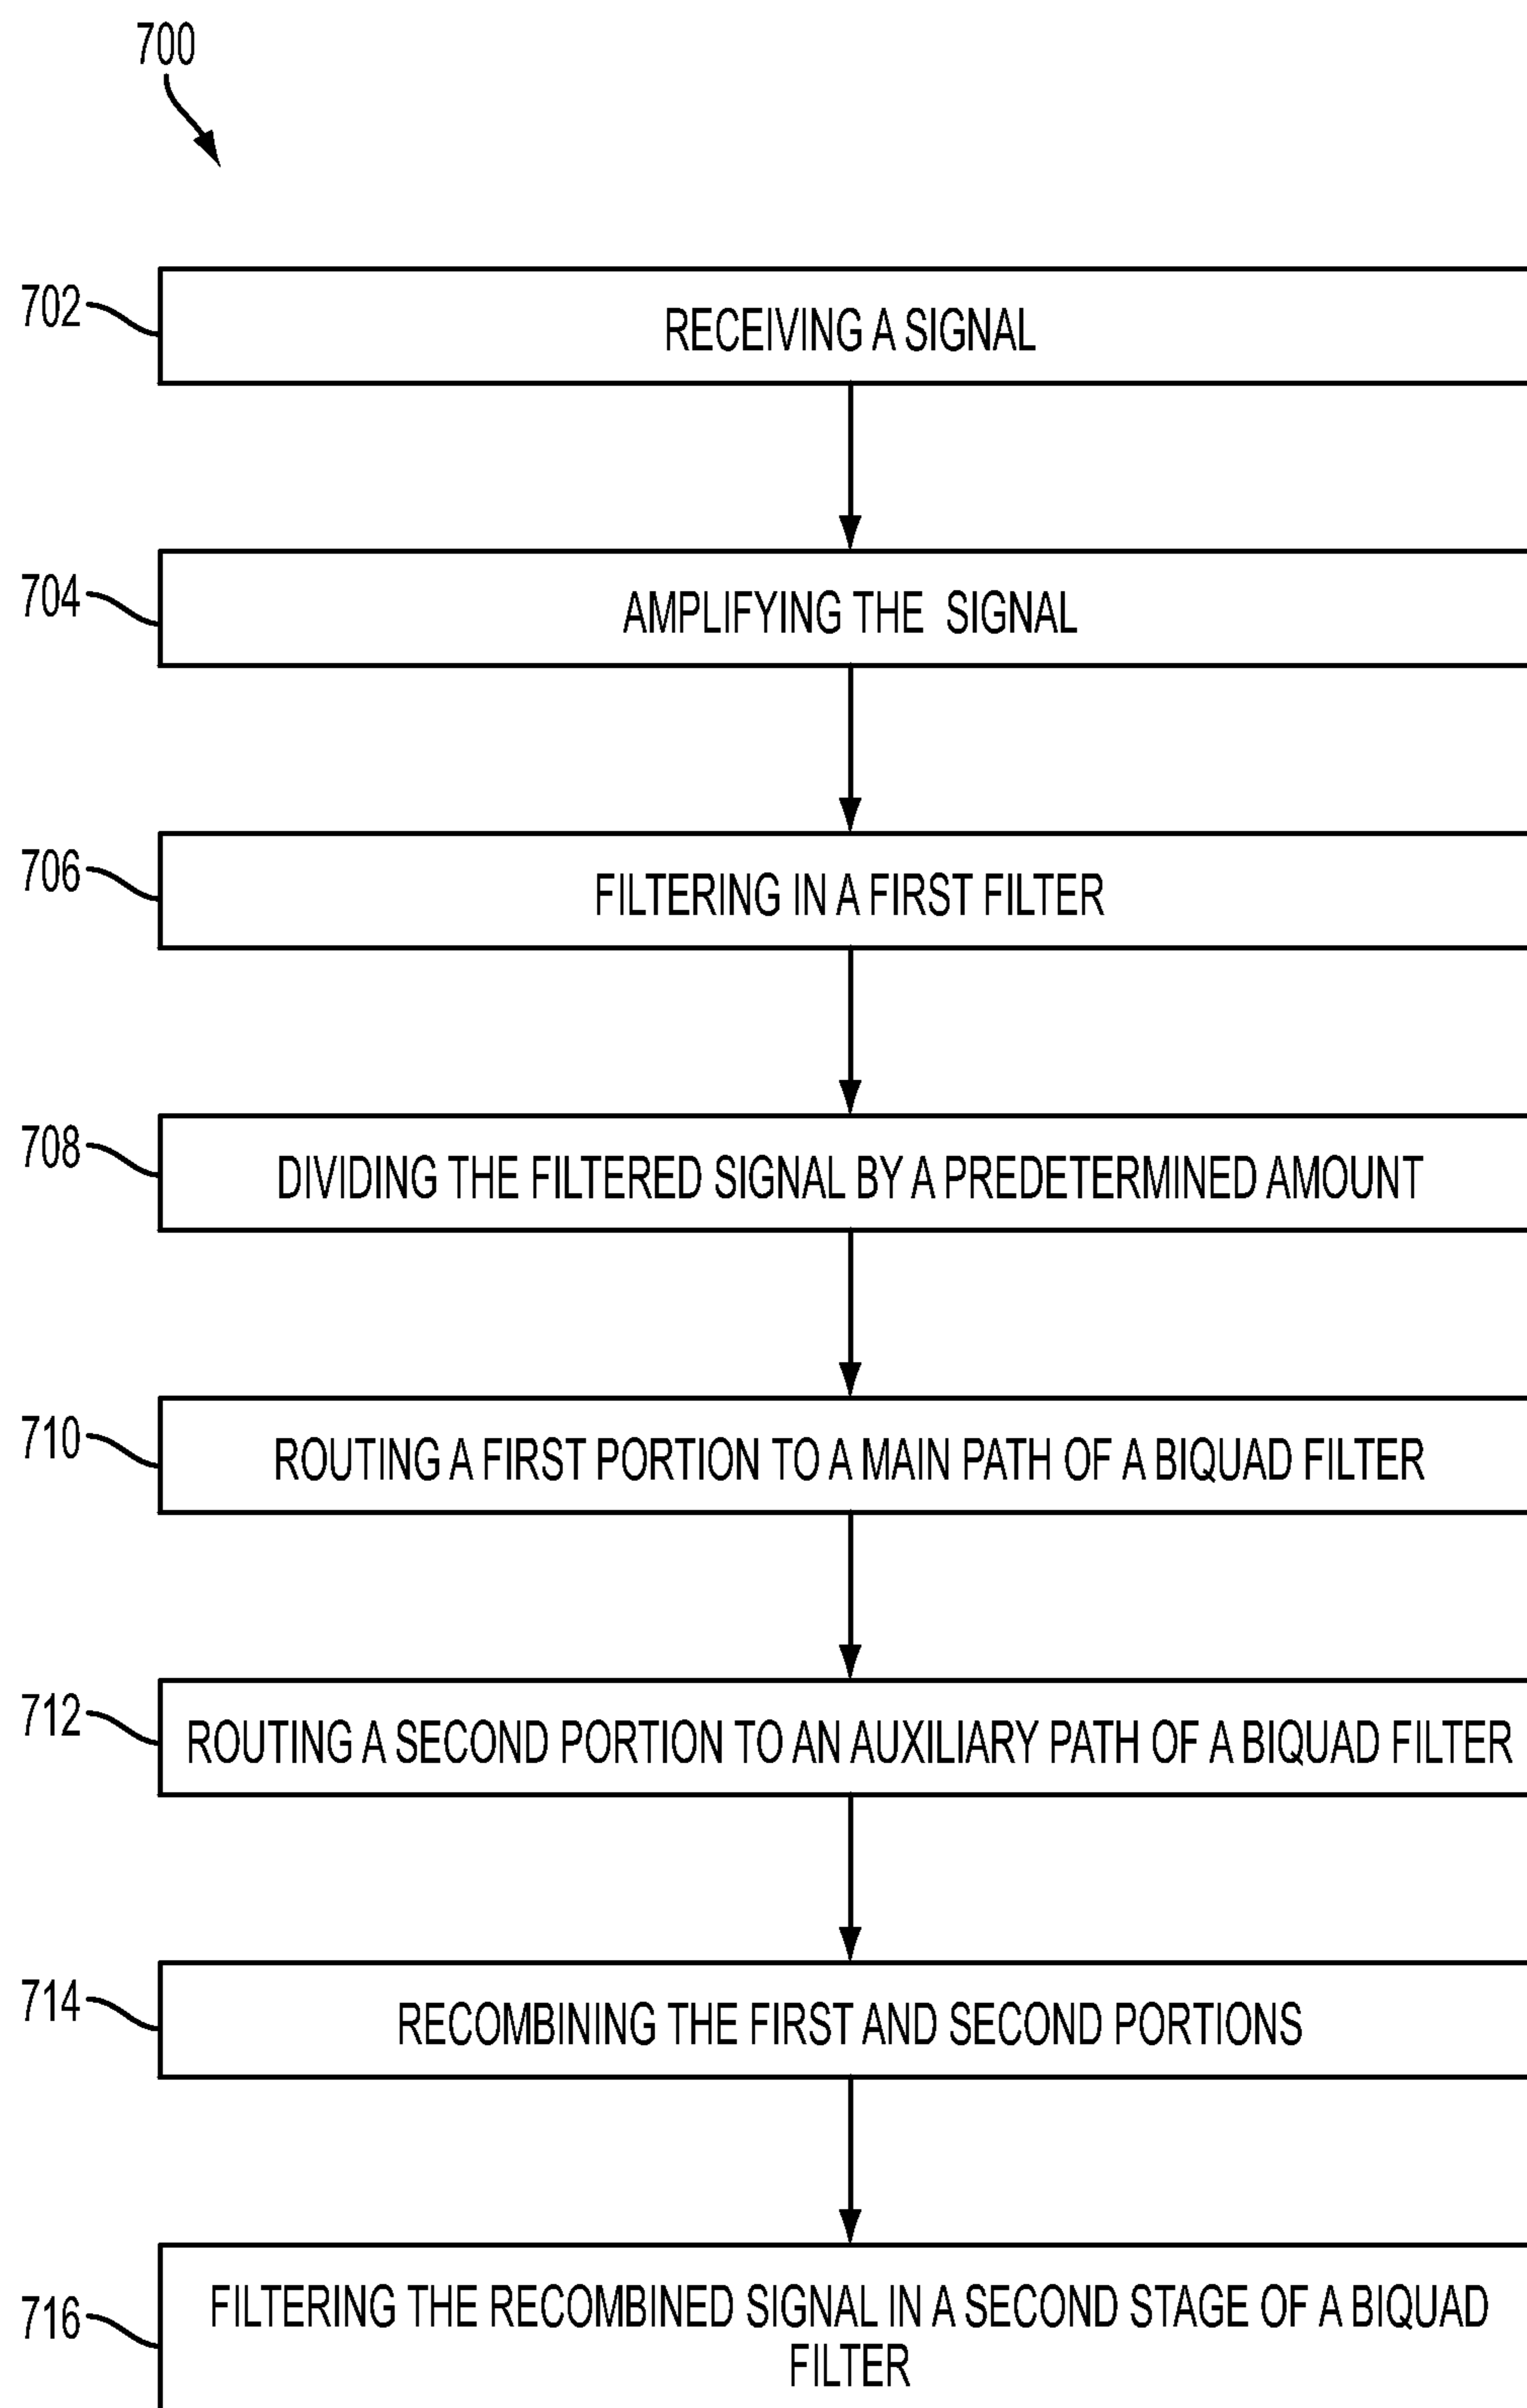 700
702
RECEIVING A SIGNAL
704
AMPLIFYING THE SIGNAL
706
FILTERING IN A FIRST FILTER
708
DIVIDING THE FILTERED SIGNAL BY A PREDETERMINED AMOUNT
710
ROUTING A FIRST PORTION TO A MAIN PATH OF A BIQUAD FILTER
712
ROUTING A SECOND PORTION TO AN AUXILIARY PATH OF A BIQUAD FILTER
714
RECOMBINING THE FIRST AND SECOND PORTIONS
716
FILTERING THE RECOMBINED SIGNAL IN A SECOND STAGE OF A BIQUAD
FILTER